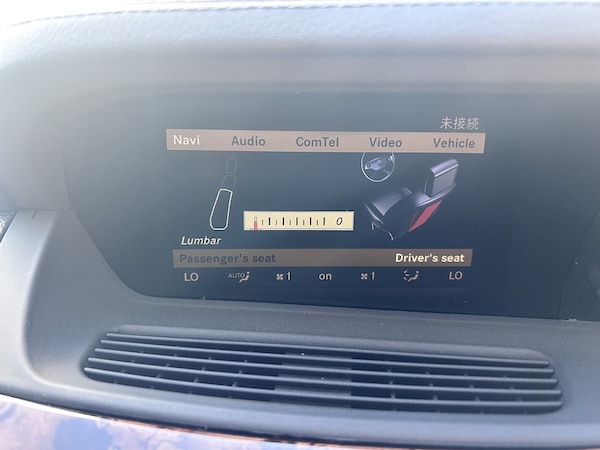 未接続
Navi Audio ComTel Video Vehicle
0
Lumbar
Passenger's seat Driver's seat
LO AUTO 1 on 1 LO